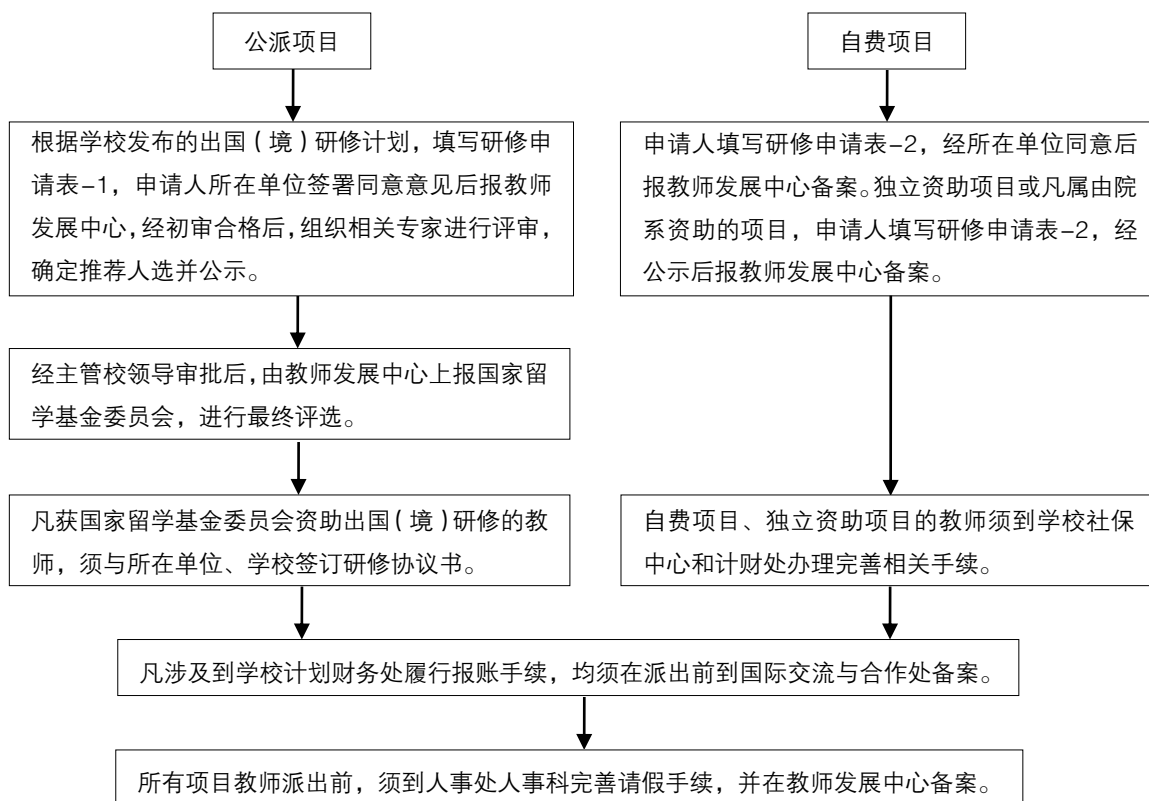 公派项目
自费项目
根据学校发布的出国（境）研修计划，填写研修申
请表-1，申请人所在单位签署同意意见后报教师
发展中心，经初审合格后，组织相关专家进行评审，
确定推荐人选并公示。
申请人填写研修申请表-2，经所在单位同意后
报教师发展中心备案。独立资助项目或凡属由院
系资助的项目，申请人填写研修申请表-2，经
公示后报教师发展中心备案。
经主管校领导审批后，由教师发展中心上报国家留
学基金委员会，进行最终评选。
凡获国家留学基金委员会资助出国（境）研修的教
师，须与所在单位、学校签订研修协议书。
自费项目、独立资助项目的教师须到学校社保
中心和计财处办理完善相关手续。
凡涉及到学校计划财务处履行报账手续，均须在派出前到国际交流与合作处备案。
所有项目教师派出前，须到人事处人事科完善请假手续，并在教师发展中心备案。